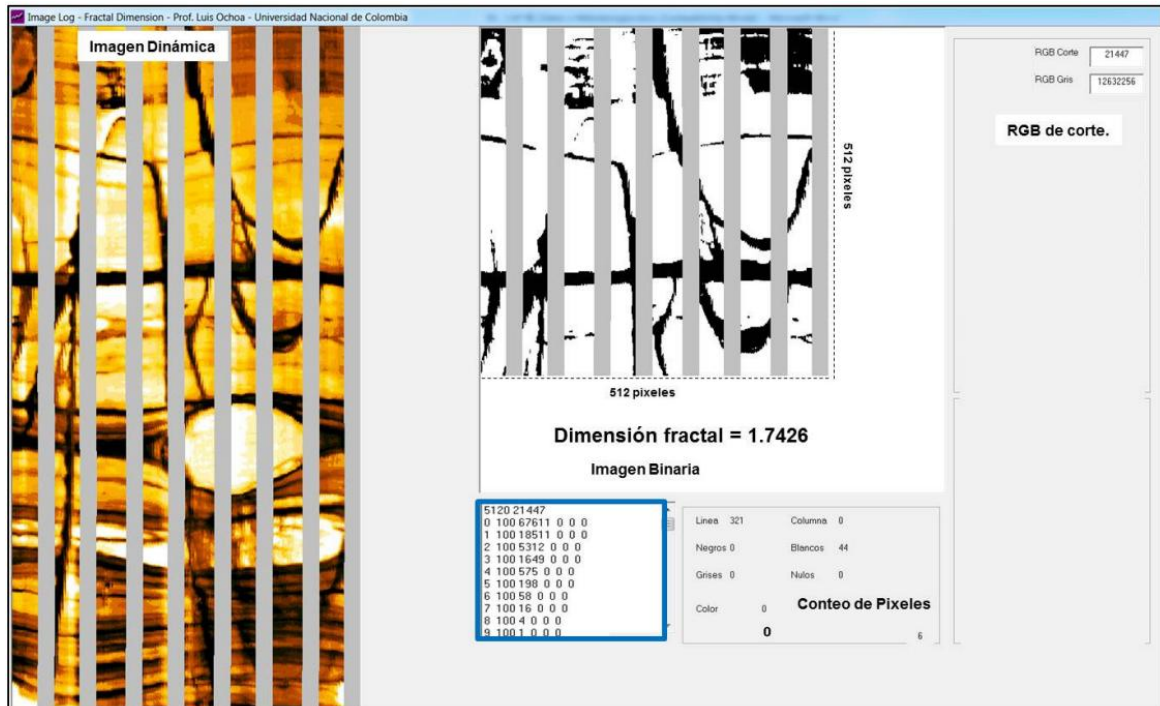 Image Log - Fractal Dimension - Prof. Luis Ochoa - Universidad Nacional de Colombia
Imagen Dinámica
512 pixeles
512 pixeles
Dimensión fractal = 1.7426
Imagen Binaria
5120 21447
0 100 67611 0 0 0
1 100 18511 0 0 0
2 100 5312 0 0 0
3 100 1649 0 0 0
4 100 575 0 0 0
5 100 198 0 0 0
6 100 58 0 0 0
7 100 16 0 0 0
8 100 4 0 0 0
9 100 1 0 0 0
Linea 321 Columna 0
Negros 0 Blancos 44
Grises 0 Nulos 0
Color 0 Conteo de Pixeles
0 6
RGB Corte 21447
RGB Gris 12632256
RGB de corte.